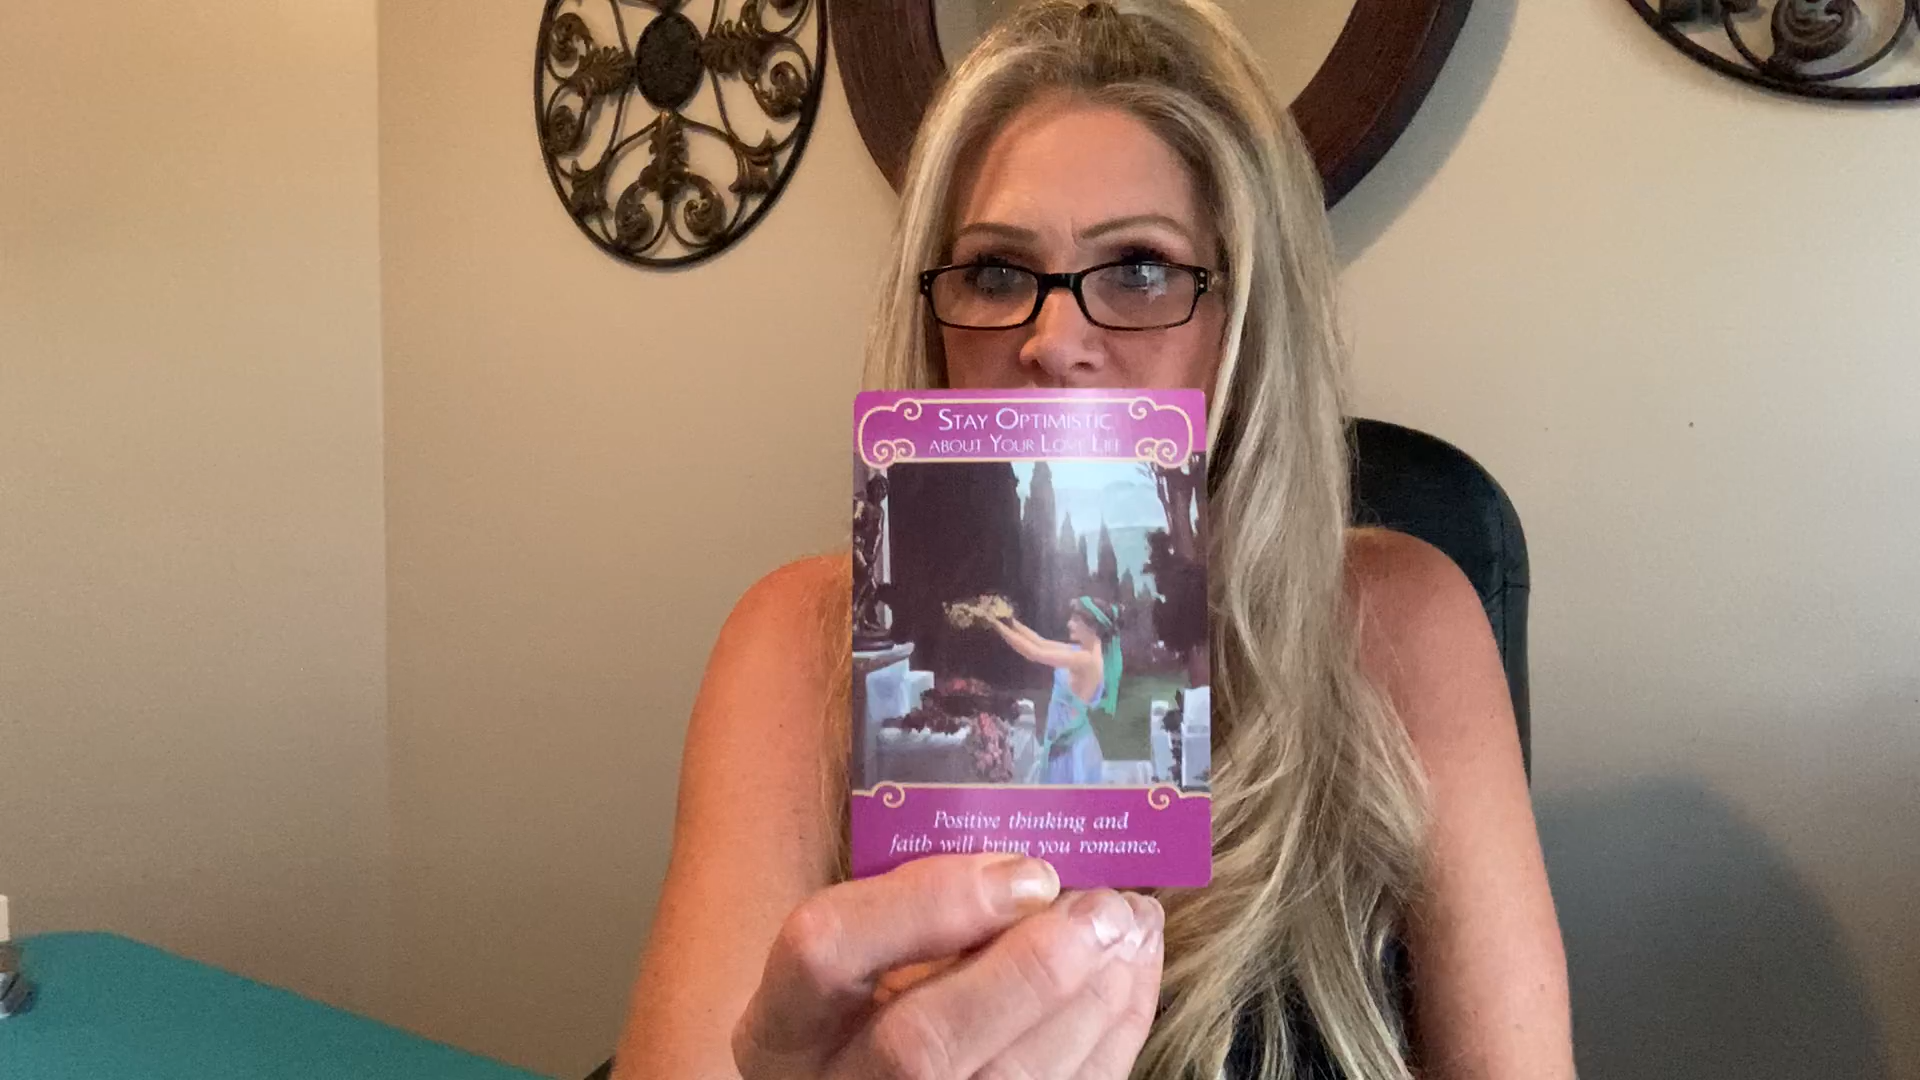 STAY OPTIMISTIC
ABOUT YOUR LOVE LIFE
Positive thinking and
faith will bring you romance.